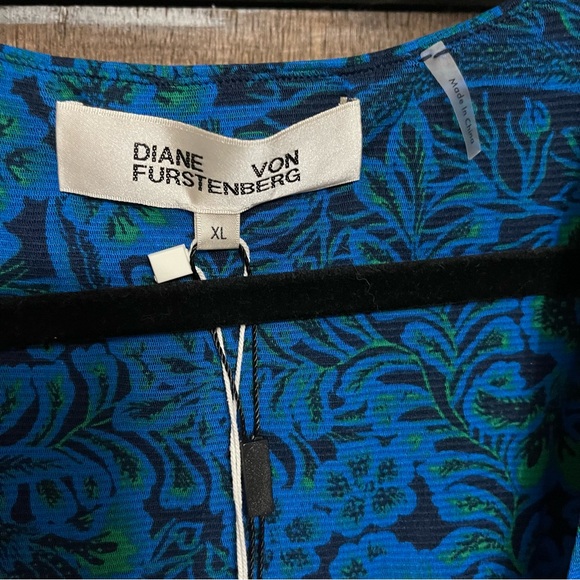 DIANE VON
FURSTENBERG
XL
Made in China